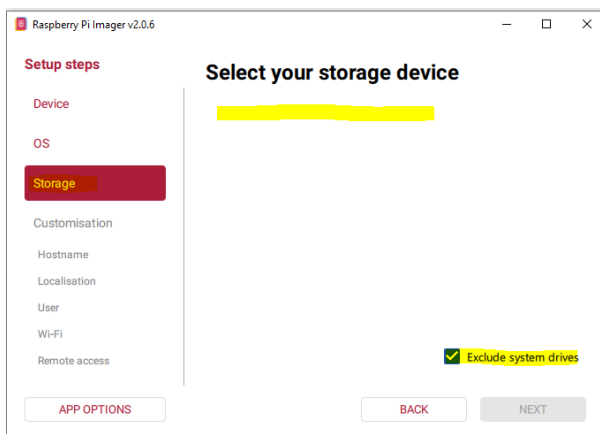 Raspberry Pi Imager v2.0.6
Setup steps
Select your storage device
Device
OS
Storage
Customisation
Hostname
Localisation
User
Wi-Fi
Remote access
Exclude system drives
APP OPTIONS
BACK
NEXT